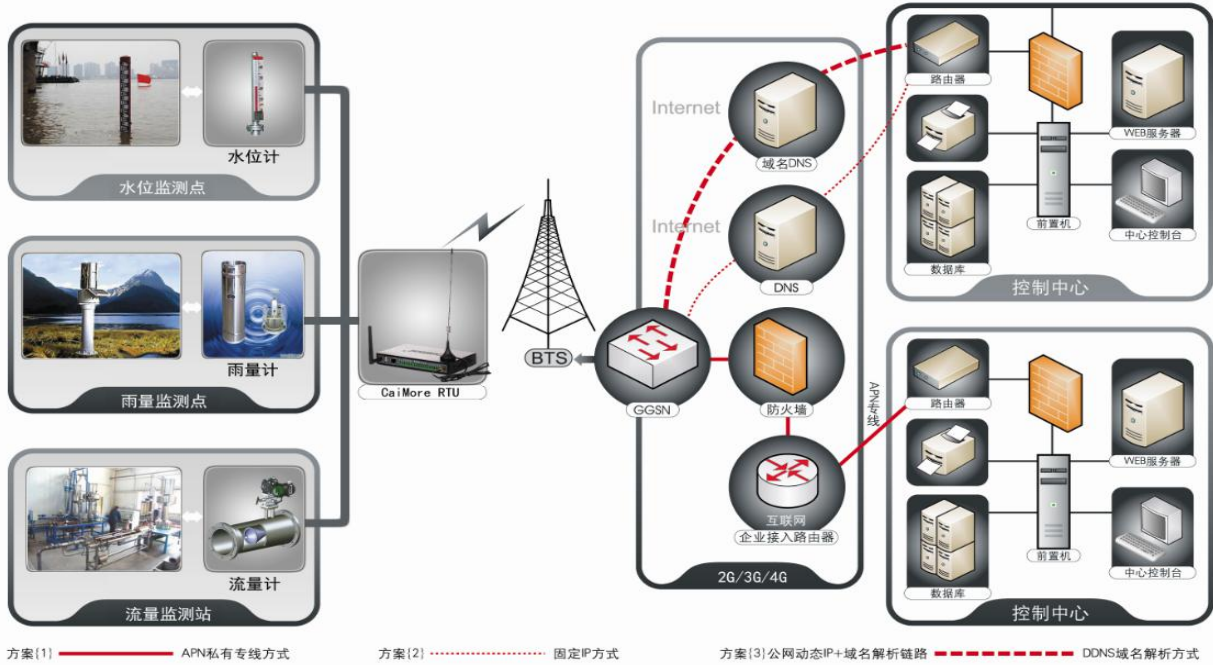 水位计
水位监测点
雨量计
雨量监测点
流量计
流量监测站
CaiMore RTU
BTS
Internet
域名DNS
Internet
DNS
GGSN
防火墙
互联网
企业接入路由器
2G/3G/4G
APN专线
路由器
WEB服务器
前置机
中心控制台
数据库
控制中心
路由器
WEB服务器
前置机
中心控制台
数据库
控制中心
方案{1} APN私有专线方式
方案{2} 固定IP方式
方案{3}公网动态IP+域名解析链路 DDNS域名解析方式